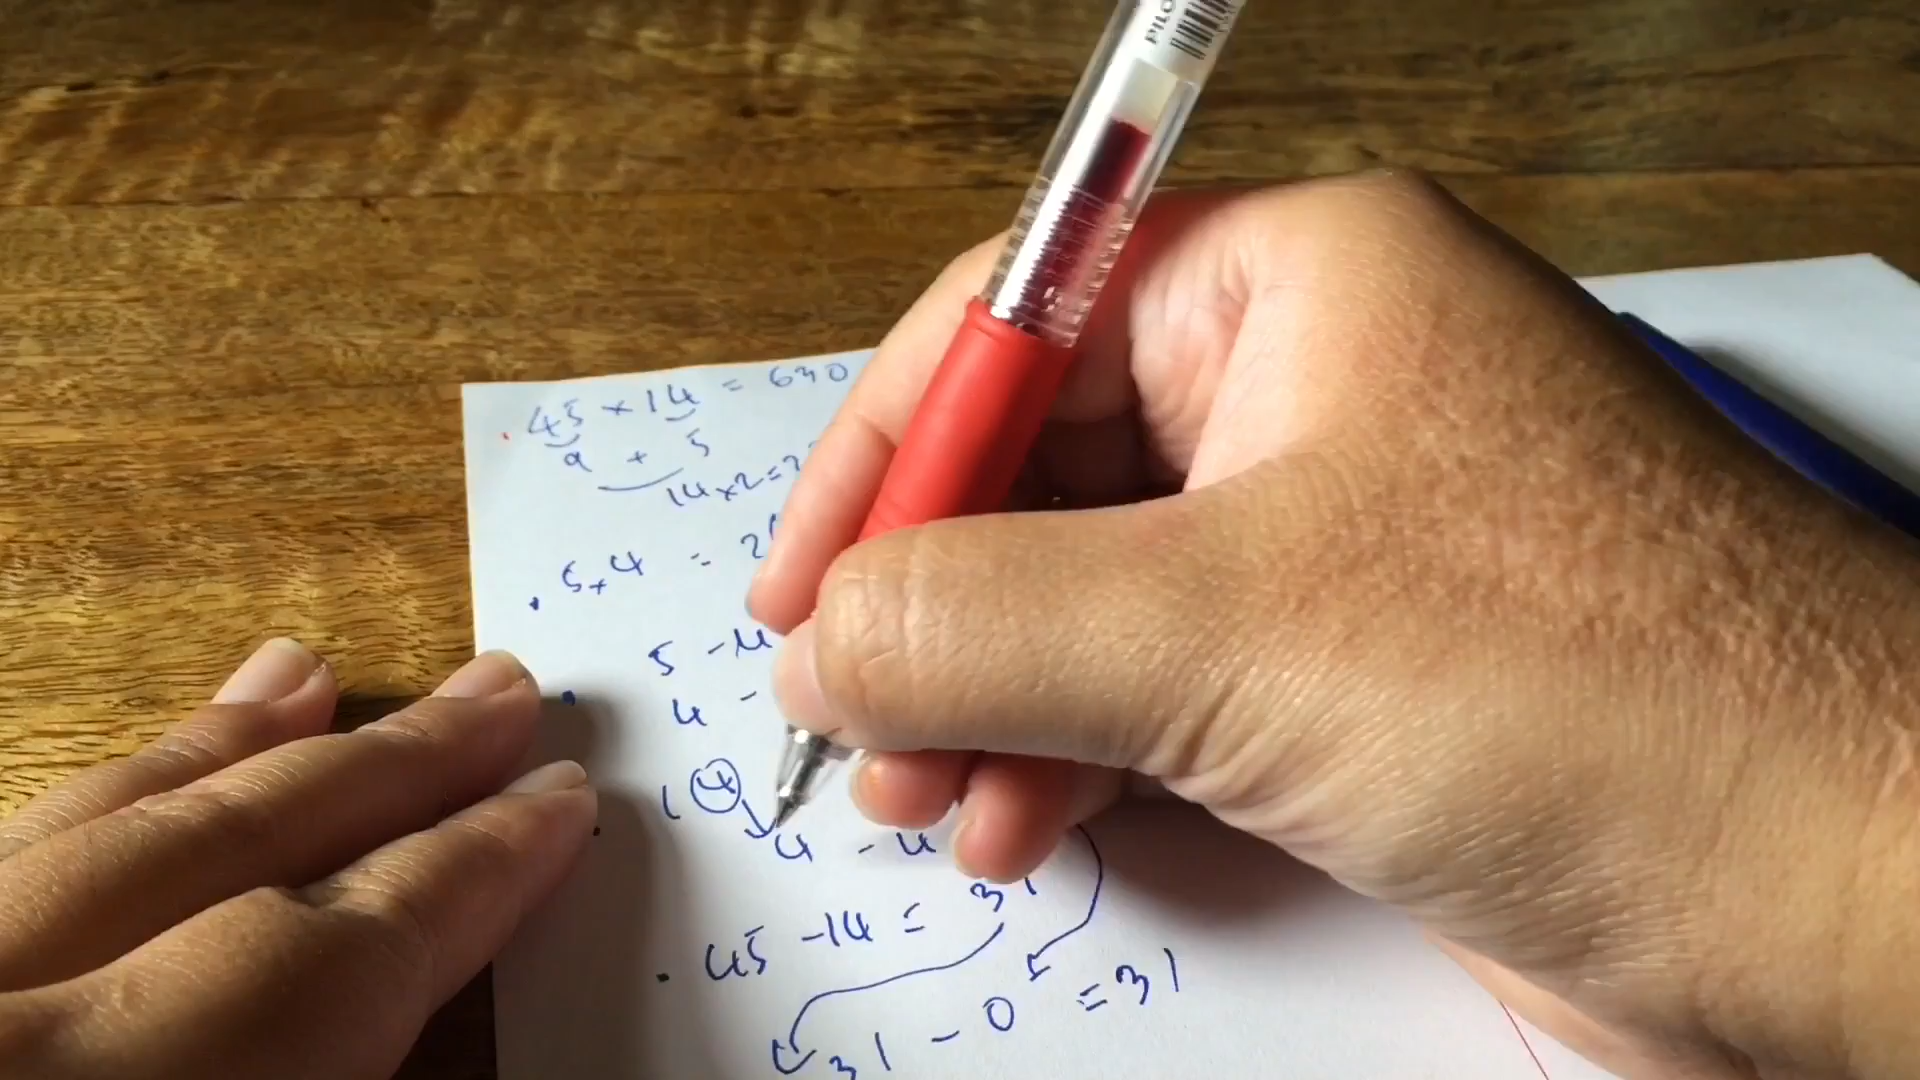 PILO
45 x 14 = 630
9 + 5
14 x 2 = 2
5 x 4 = 2
5 - 4
4 -
1 4
4 - 4
45 - 14 = 31
31 - 0 = 31